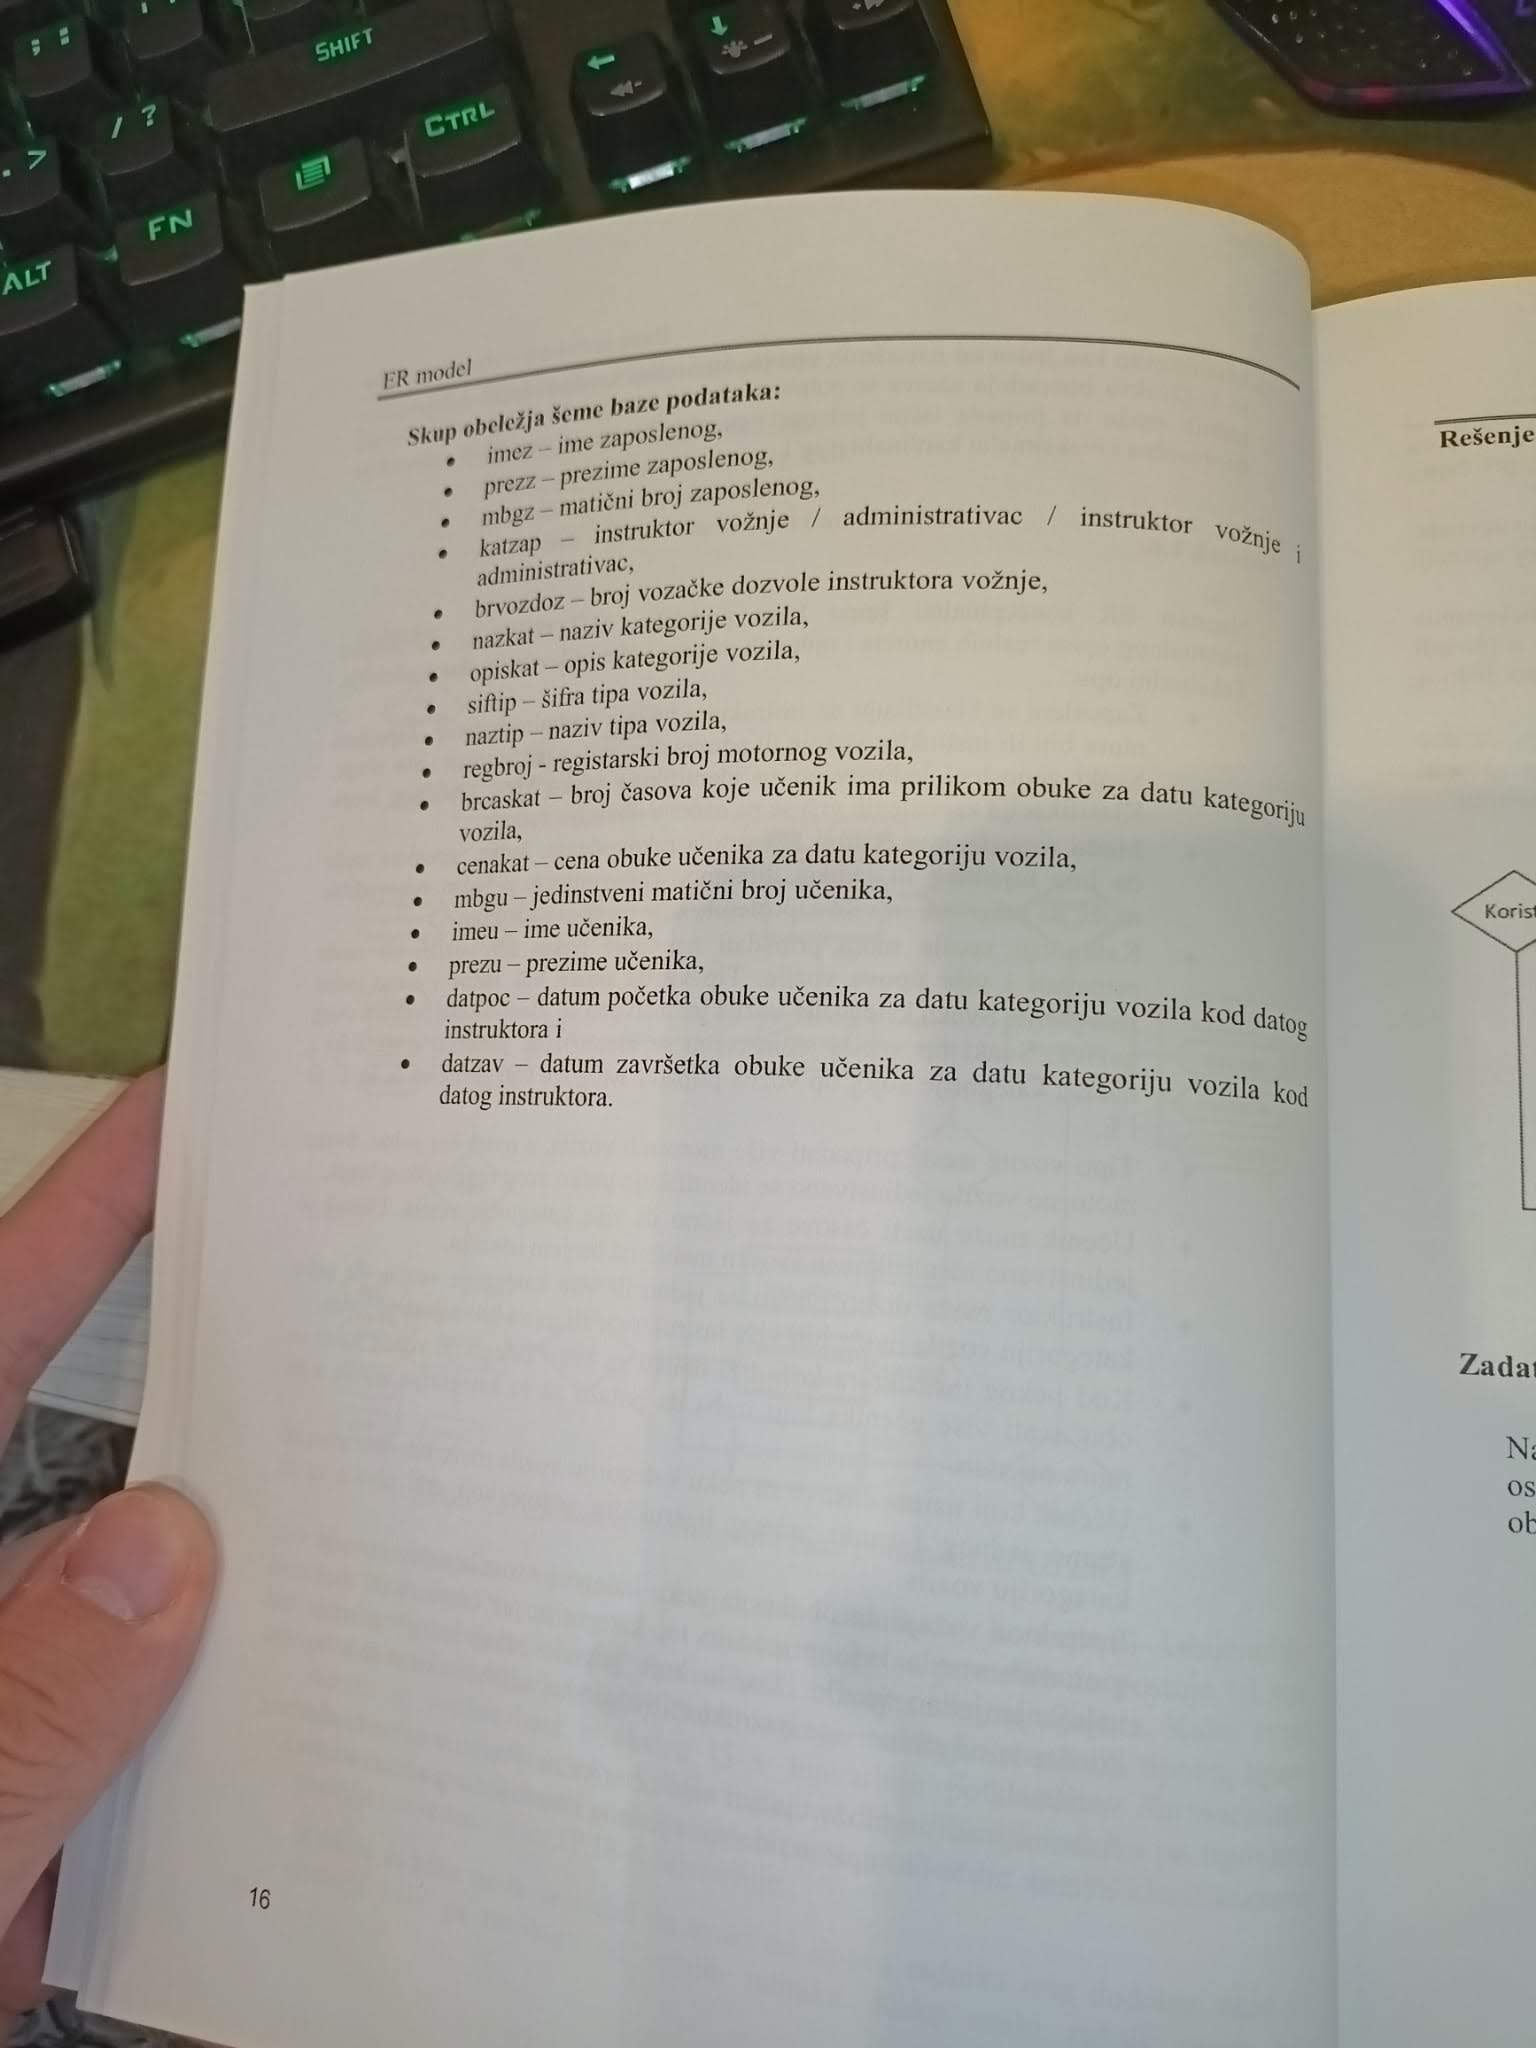 ; :
SHIFT
/ ?
. >
CTRL
FN
ALT
ER model
Skup obeležja šeme baze podataka:
• imez – ime zaposlenog,
• prezz – prezime zaposlenog,
• mbgz – matični broj zaposlenog,
• katzap – instruktor vožnje / administrativac / instruktor vožnje i
administrativac,
• brvozdoz – broj vozačke dozvole instruktora vožnje,
• nazkat – naziv kategorije vozila,
• opiskat – opis kategorije vozila,
• siftip – šifra tipa vozila,
• naztip – naziv tipa vozila,
• regbroj - registarski broj motornog vozila,
• brcaskat – broj časova koje učenik ima prilikom obuke za datu kategoriju
vozila,
• cenakat – cena obuke učenika za datu kategoriju vozila,
• mbgu – jedinstveni matični broj učenika,
• imeu – ime učenika,
• prezu – prezime učenika,
• datpoc – datum početka obuke učenika za datu kategoriju vozila kod datog
instruktora i
• datzav – datum završetka obuke učenika za datu kategoriju vozila kod
datog instruktora.
16
Rešenje
Korist
Zadat
Na
os
ob